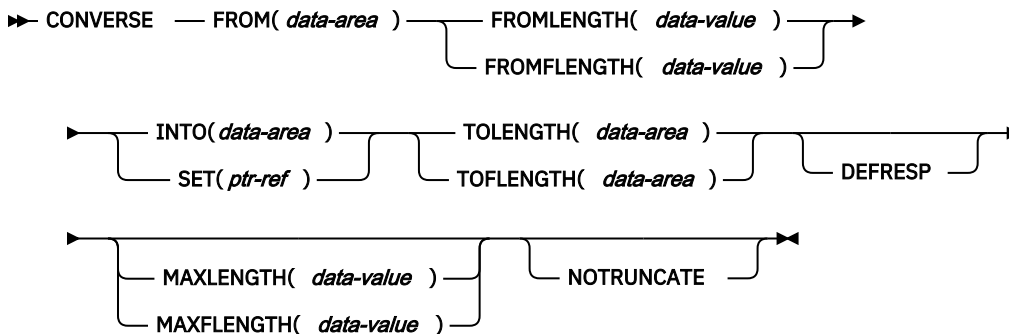 CONVERSE FROM( data-area ) FROMLENGTH( data-value )
FROMFLENGTH( data-value )
INTO( data-area ) TOLENGTH( data-area )
SET( ptr-ref ) TOFLENGTH( data-area ) DEFRESP
MAXLENGTH( data-value ) NOTRUNCATE
MAXFLENGTH( data-value )